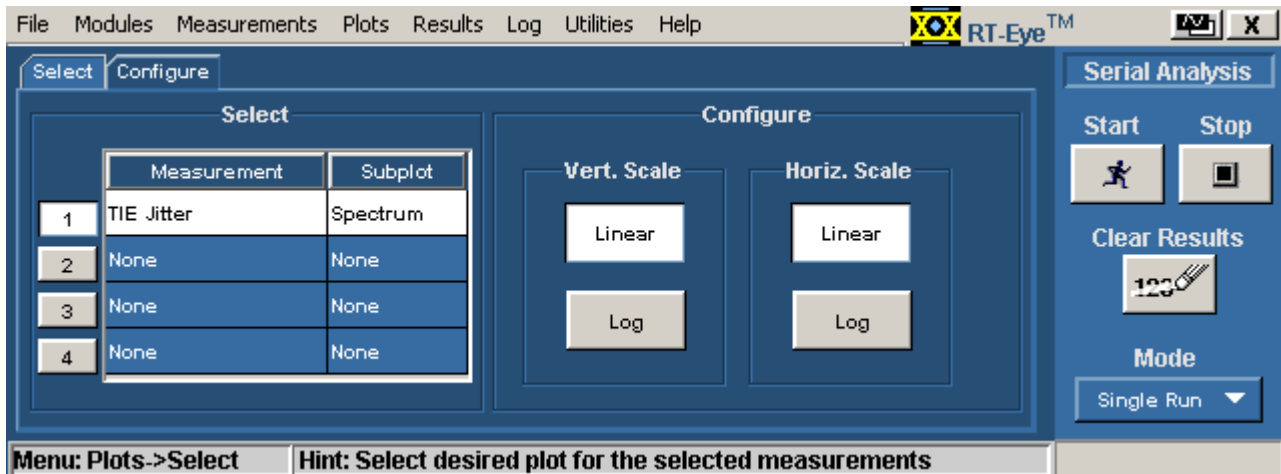 File Modules Measurements Plots Results Log Utilities Help RT-Eye™ X
Select Configure
Serial Analysis
Select
Configure
Start Stop
Measurement Subplot
Vert. Scale Horiz. Scale
1 TIE Jitter Spectrum
Linear Linear
2 None None
Clear Results
3 None None
123
Log Log
4 None None
Mode
Single Run
Menu: Plots->Select Hint: Select desired plot for the selected measurements